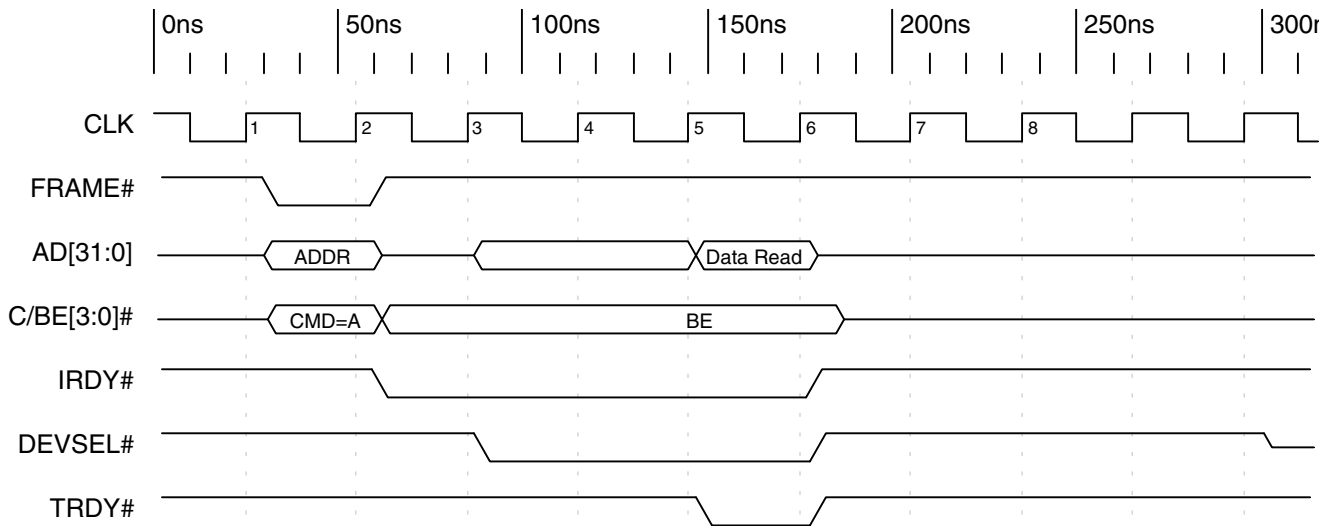 0ns 50ns 100ns 150ns 200ns 250ns 300n
CLK 1 2 3 4 5 6 7 8
FRAME#
AD[31:0] ADDR Data Read
C/BE[3:0]# CMD=A BE
IRDY#
DEVSEL#
TRDY#